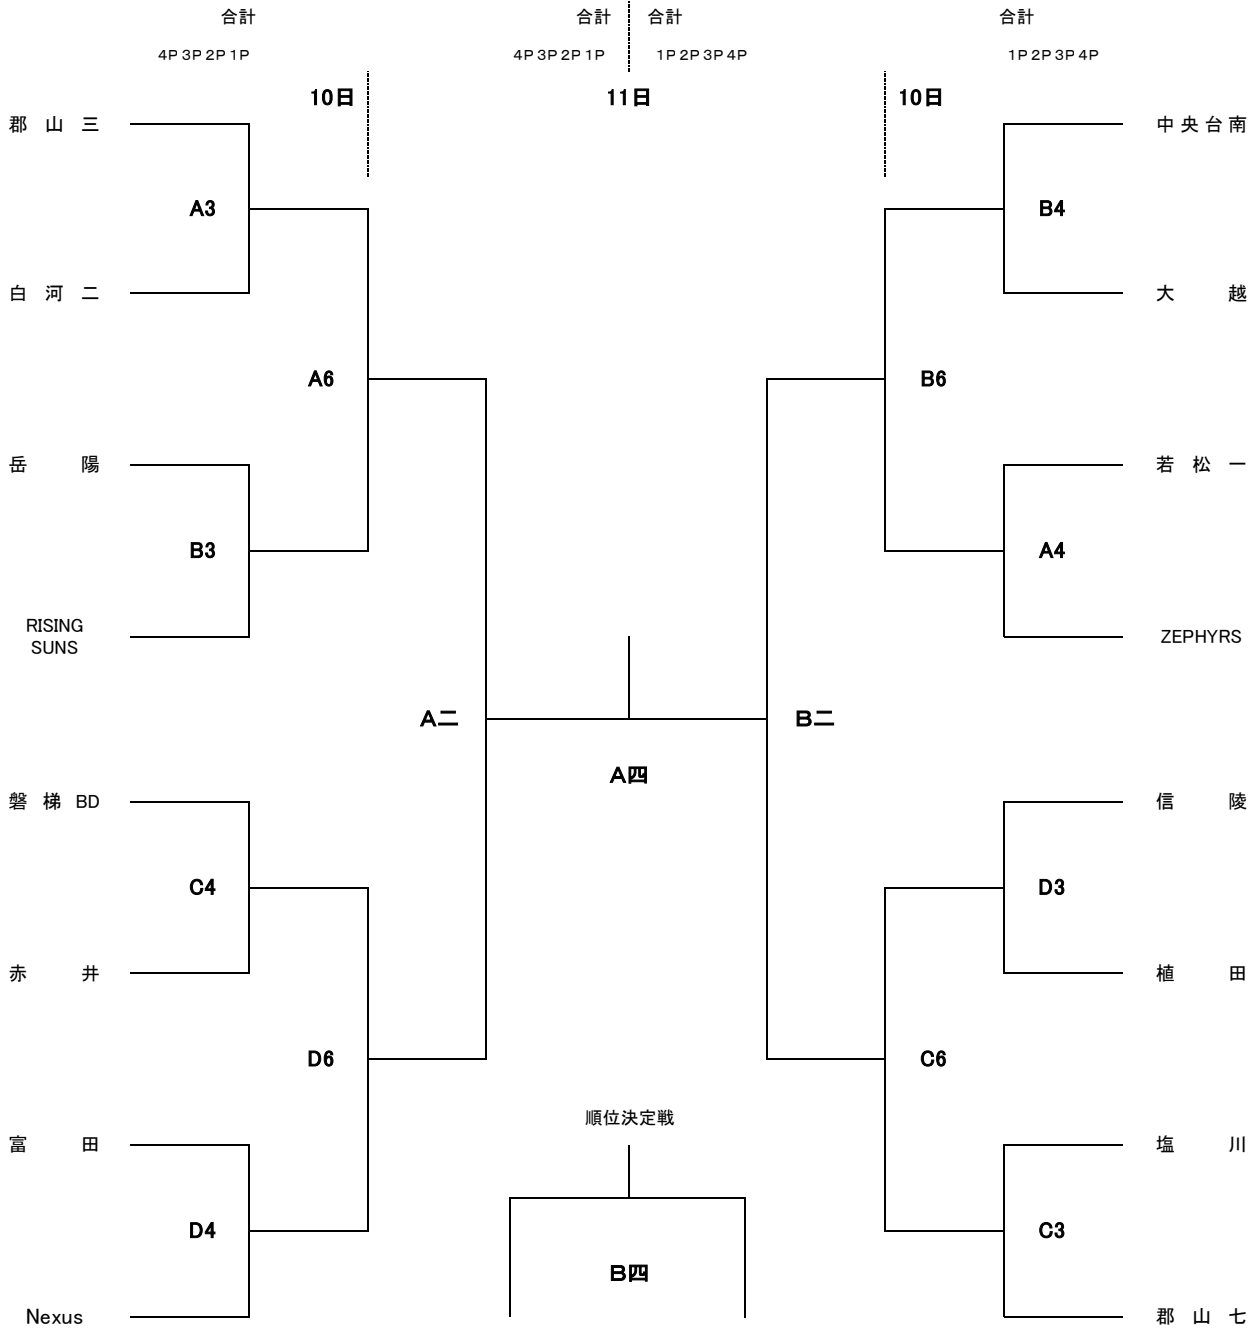 合計 合計 合計 合計
4P 3P 2P 1P 4P 3P 2P 1P 1P 2P 3P 4P 1P 2P 3P 4P
10日 11日 10日
郡山三 中央台南
A3 B4
白河二 大越
A6 B6
岳陽 若松一
B3 A4
RISING
SUNS ZEPHYRS
A二 B二
A四
磐梯BD 信陵
C4 D3
赤井 植田
D6 C6
順位決定戦
富田 塩川
D4 C3
B四
Nexus 郡山七